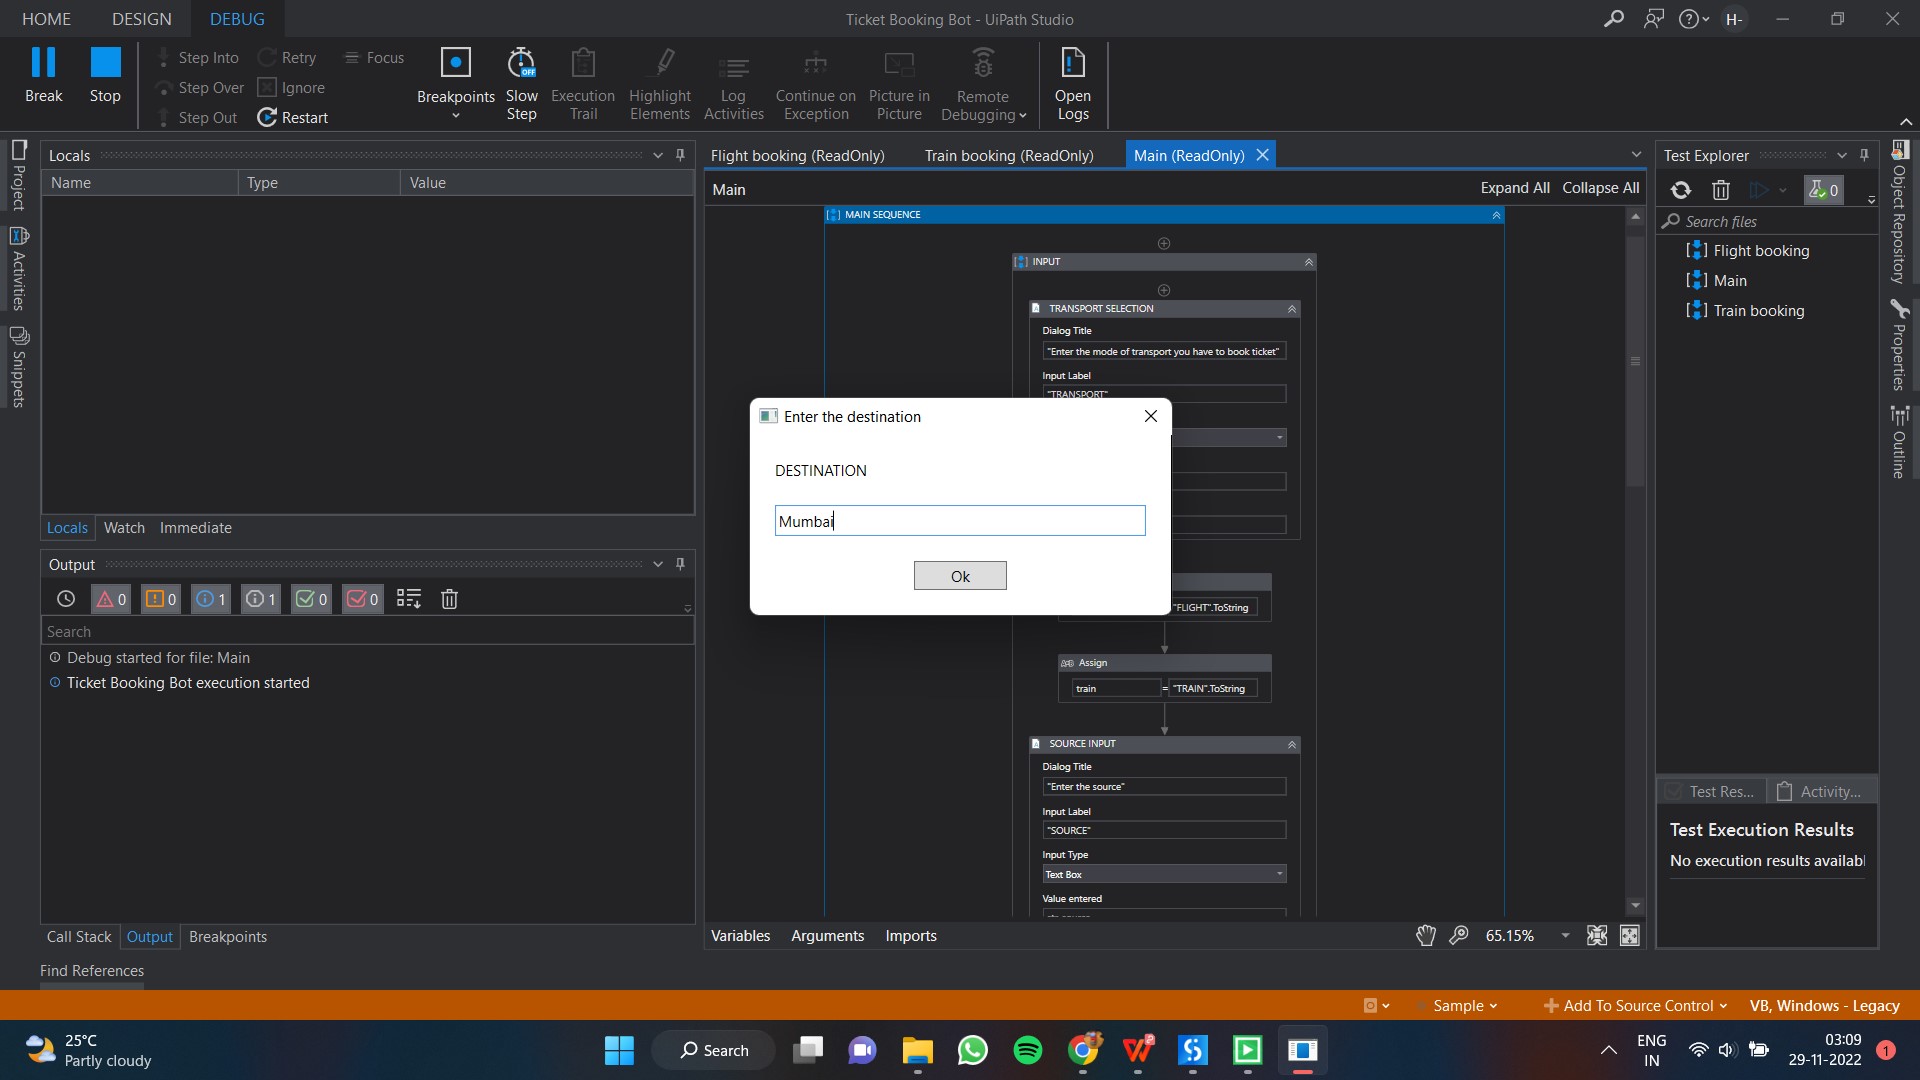 HOME DESIGN DEBUG
Ticket Booking Bot - UiPath Studio
H-
Break
Stop
Step Into
Step Over
Step Out
Retry
Ignore
Restart
Focus
Breakpoints
Slow
Step
OFF
Execution
Trail
Highlight
Elements
Log
Activities
Continue on
Exception
Picture in
Picture
Remote
Debugging
Open
Logs
Project
Activities
Snippets
Locals
Name Type Value
Locals Watch Immediate
Output
0 0 1 1 0 0
Search
Debug started for file: Main
Ticket Booking Bot execution started
Call Stack Output Breakpoints
Find References
Flight booking (ReadOnly) Train booking (ReadOnly) Main (ReadOnly)
Main
Expand All Collapse All
MAIN SEQUENCE
INPUT
TRANSPORT SELECTION
Dialog Title
"Enter the mode of transport you have to book ticket"
Input Label
"TRANSPORT"
Enter the destination
DESTINATION
Mumbai
Ok
"FLIGHT".ToString
Assign
train = "TRAIN".ToString
SOURCE INPUT
Dialog Title
"Enter the source"
Input Label
"SOURCE"
Input Type
Text Box
Value entered
Variables Arguments Imports
65.15%
Test Explorer
0
Search files
Flight booking
Main
Train booking
Test Res... Activity...
Test Execution Results
No execution results availabl
Object Repository
Properties
Outline
Sample
Add To Source Control
VB, Windows - Legacy
25°C
Partly cloudy
Search
ENG
IN
03:09
29-11-2022
1